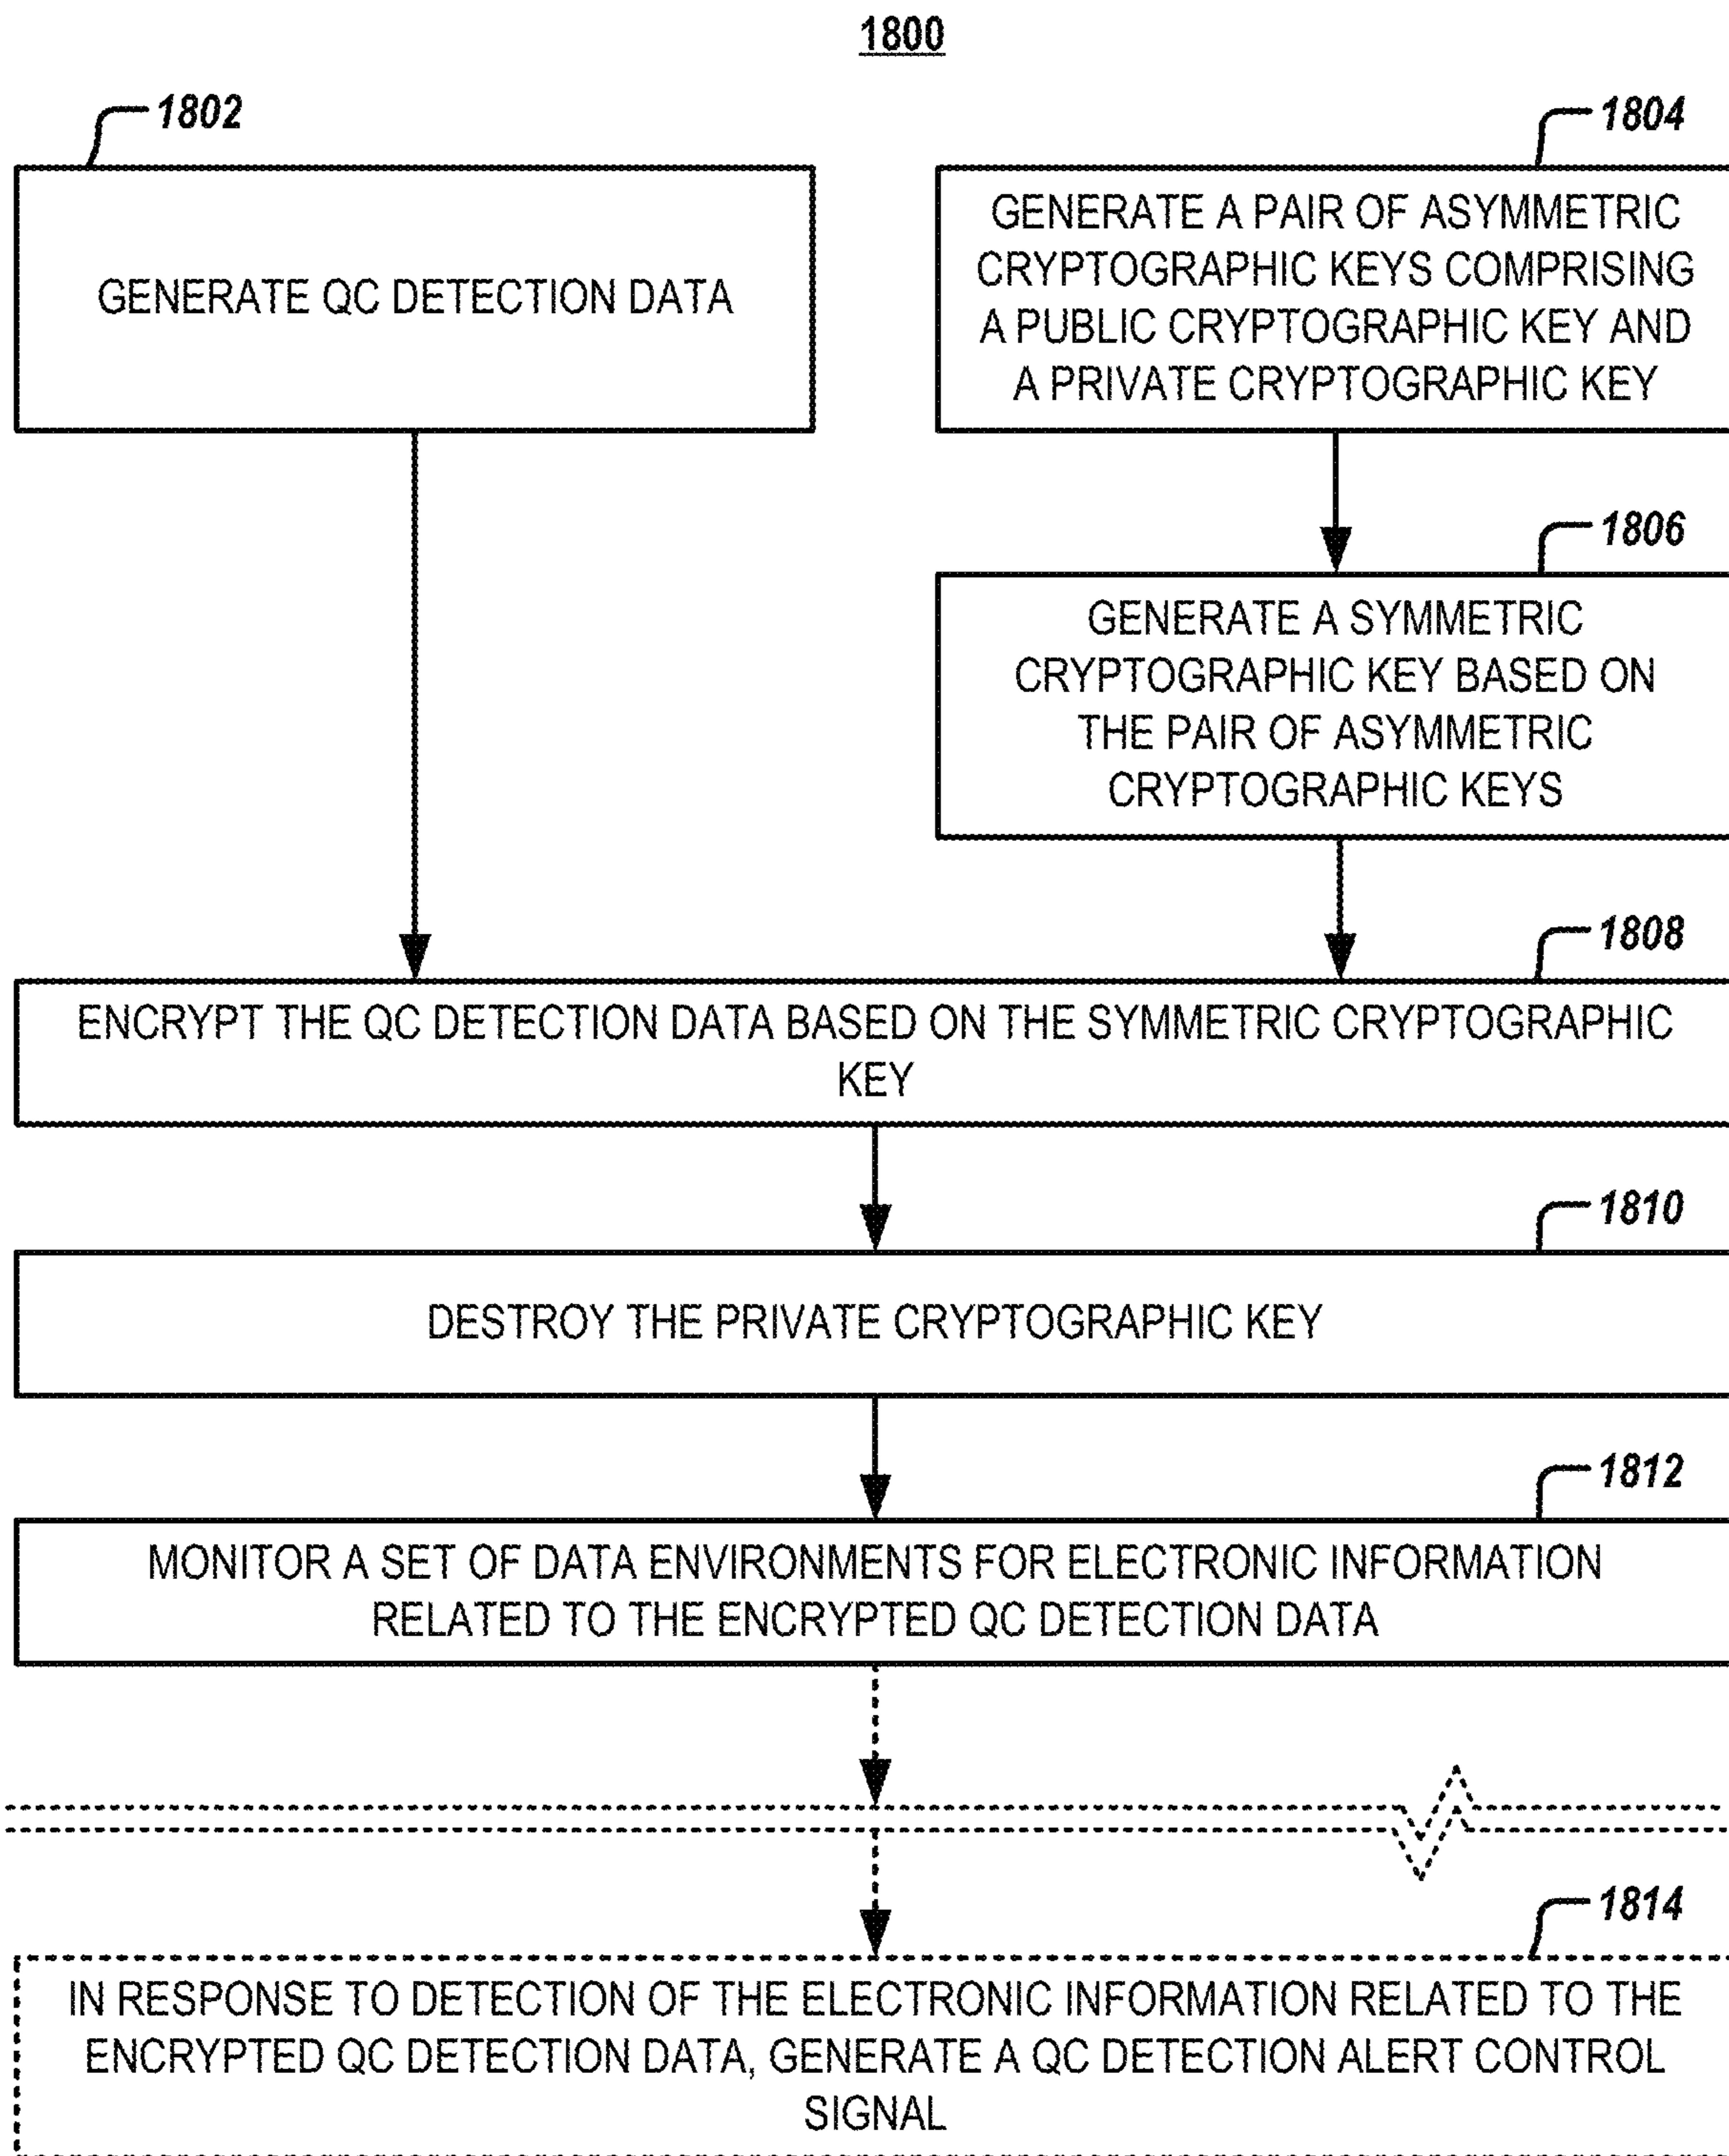 1800
1802
GENERATE QC DETECTION DATA
1804
GENERATE A PAIR OF ASYMMETRIC
CRYPTOGRAPHIC KEYS COMPRISING
A PUBLIC CRYPTOGRAPHIC KEY AND
A PRIVATE CRYPTOGRAPHIC KEY
1806
GENERATE A SYMMETRIC
CRYPTOGRAPHIC KEY BASED ON
THE PAIR OF ASYMMETRIC
CRYPTOGRAPHIC KEYS
1808
ENCRYPT THE QC DETECTION DATA BASED ON THE SYMMETRIC CRYPTOGRAPHIC
KEY
1810
DESTROY THE PRIVATE CRYPTOGRAPHIC KEY
1812
MONITOR A SET OF DATA ENVIRONMENTS FOR ELECTRONIC INFORMATION
RELATED TO THE ENCRYPTED QC DETECTION DATA
1814
IN RESPONSE TO DETECTION OF THE ELECTRONIC INFORMATION RELATED TO THE
ENCRYPTED QC DETECTION DATA, GENERATE A QC DETECTION ALERT CONTROL
SIGNAL